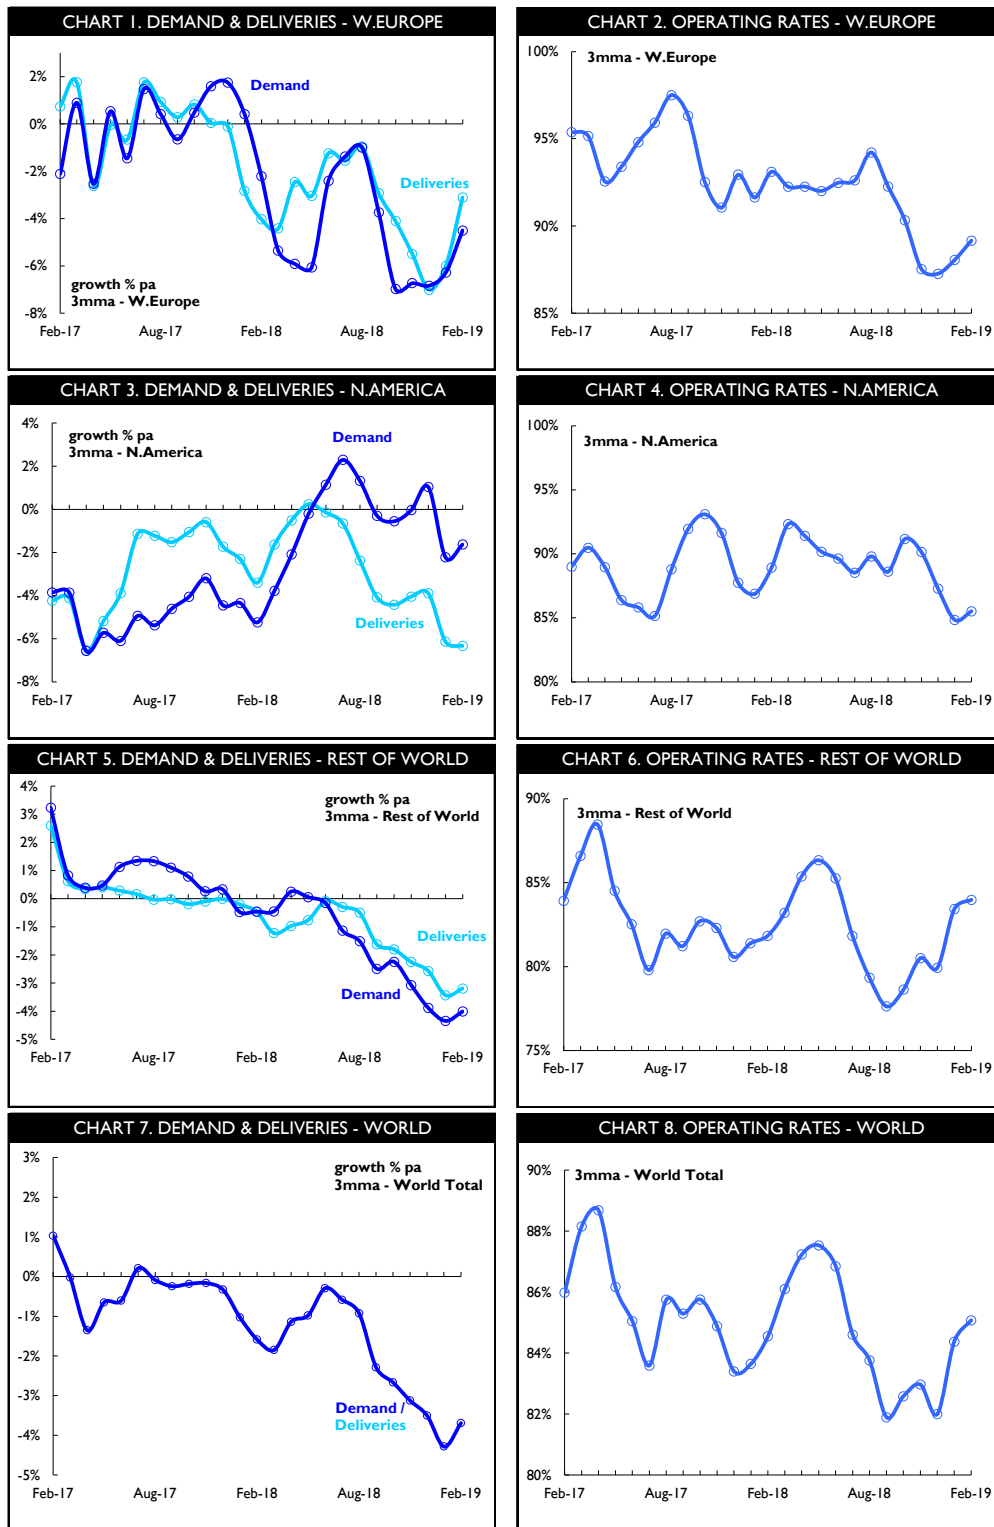 CHART 1. DEMAND & DELIVERIES - W.EUROPE
2%
0%
-2%
-4%
-6%
-8%
Demand
Deliveries
growth % pa
3mma - W.Europe
Feb-17
Aug-17
Feb-18
Aug-18
Feb-19
CHART 2. OPERATING RATES - W.EUROPE
100%
95%
90%
85%
3mma - W.Europe
Feb-17
Aug-17
Feb-18
Aug-18
Feb-19
CHART 3. DEMAND & DELIVERIES - N.AMERICA
4%
2%
0%
-2%
-4%
-6%
-8%
growth % pa
3mma - N.America
Demand
Deliveries
Feb-17
Aug-17
Feb-18
Aug-18
Feb-19
CHART 4. OPERATING RATES - N.AMERICA
100%
95%
90%
85%
80%
3mma - N.America
Feb-17
Aug-17
Feb-18
Aug-18
Feb-19
CHART 5. DEMAND & DELIVERIES - REST OF WORLD
4%
3%
2%
1%
0%
-1%
-2%
-3%
-4%
-5%
growth % pa
3mma - Rest of World
Deliveries
Demand
Feb-17
Aug-17
Feb-18
Aug-18
Feb-19
CHART 6. OPERATING RATES - REST OF WORLD
90%
85%
80%
75%
3mma - Rest of World
Feb-17
Aug-17
Feb-18
Aug-18
Feb-19
CHART 7. DEMAND & DELIVERIES - WORLD
3%
2%
1%
0%
-1%
-2%
-3%
-4%
-5%
growth % pa
3mma - World Total
Demand /
Deliveries
Feb-17
Aug-17
Feb-18
Aug-18
Feb-19
CHART 8. OPERATING RATES - WORLD
90%
88%
86%
84%
82%
80%
3mma - World Total
Feb-17
Aug-17
Feb-18
Aug-18
Feb-19